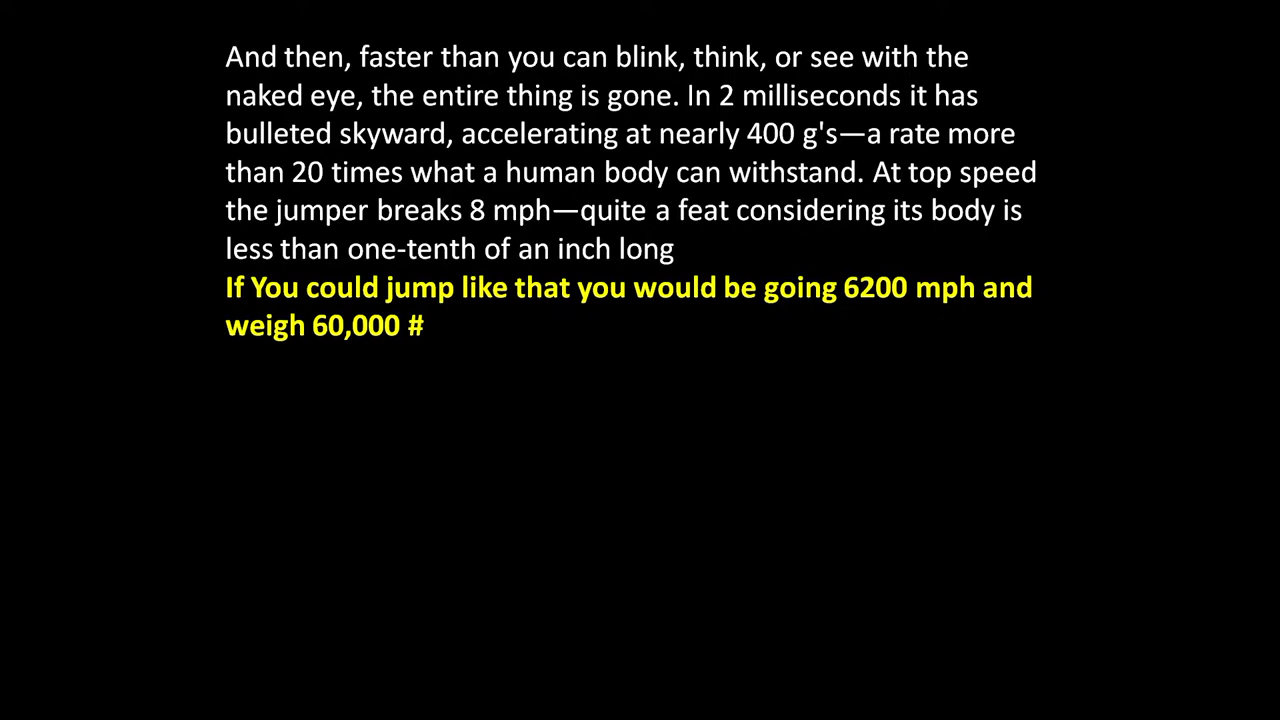 And then, faster than you can blink, think, or see with the
naked eye, the entire thing is gone. In 2 milliseconds it has
bulleted skyward, accelerating at nearly 400 g's—a rate more
than 20 times what a human body can withstand. At top speed
the jumper breaks 8 mph—quite a feat considering its body is
less than one-tenth of an inch long
If You could jump like that you would be going 6200 mph and
weigh 60,000 #